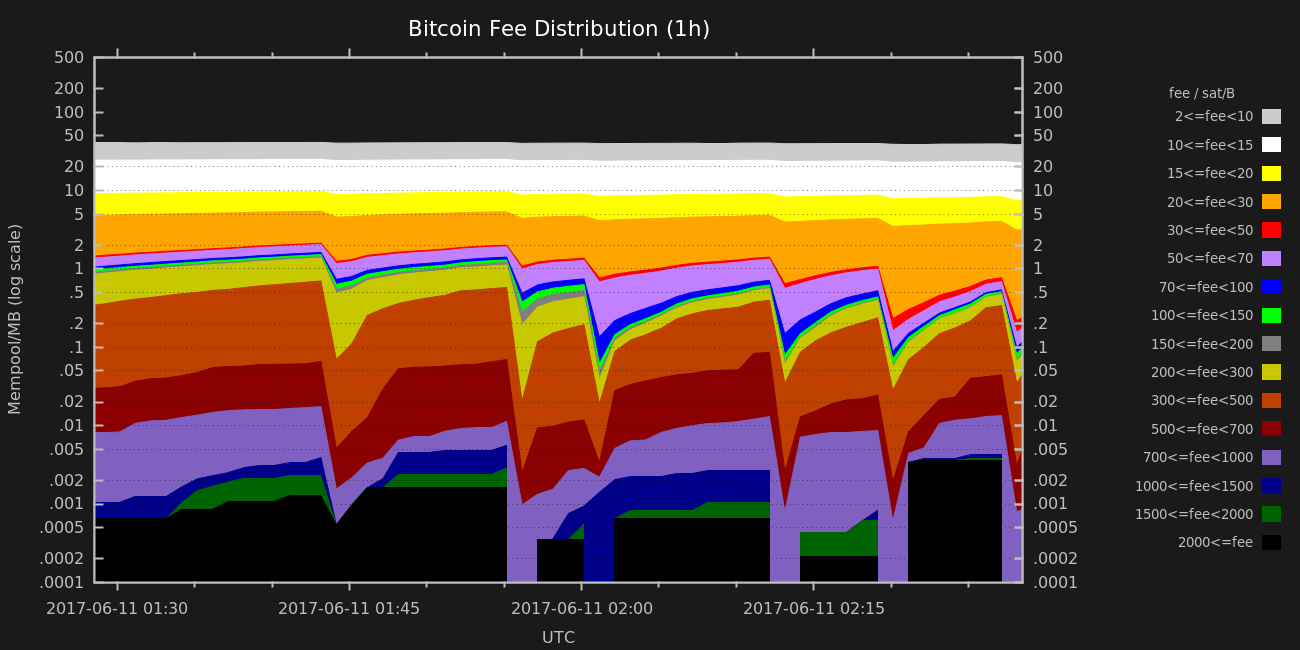 Bitcoin Fee Distribution (1h)
500
200
100
50
20
10
5
2
1
.5
.2
.1
.05
.02
.01
.005
.002
.001
.0005
.0002
.0001
Mempool/MB (log scale)
500
200
100
50
20
10
5
2
1
.5
.2
.1
.05
.02
.01
.005
.002
.001
.0005
.0002
.0001
2017-06-11 01:30 2017-06-11 01:45 2017-06-11 02:00 2017-06-11 02:15
UTC
fee / sat/B
2<=fee<10
10<=fee<15
15<=fee<20
20<=fee<30
30<=fee<50
50<=fee<70
70<=fee<100
100<=fee<150
150<=fee<200
200<=fee<300
300<=fee<500
500<=fee<700
700<=fee<1000
1000<=fee<1500
1500<=fee<2000
2000<=fee